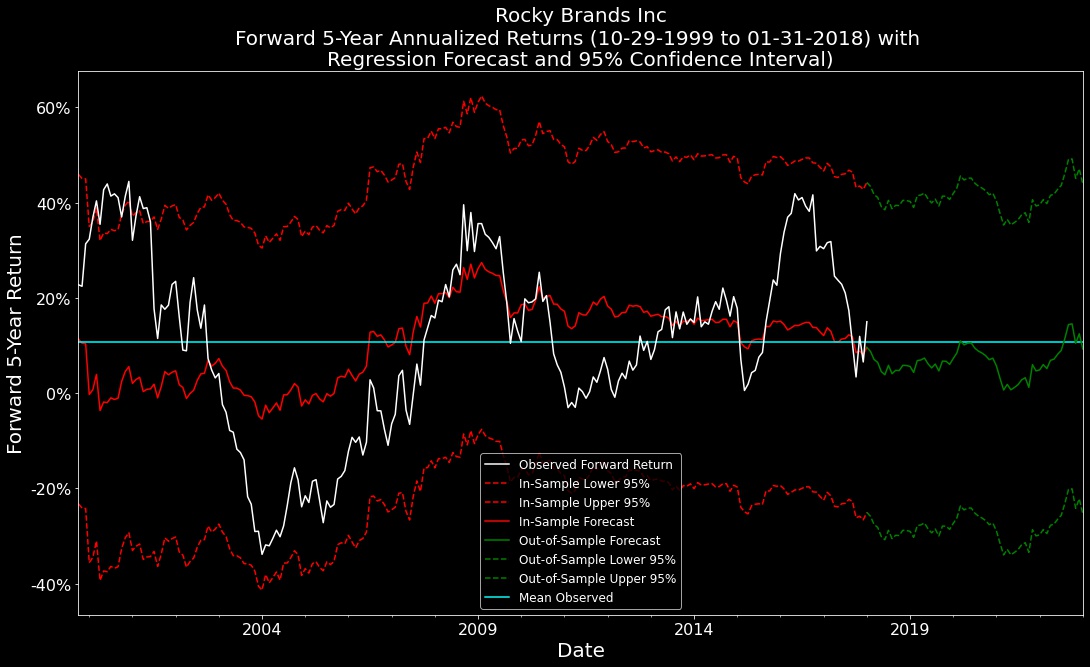 Rocky Brands Inc
Forward 5-Year Annualized Returns (10-29-1999 to 01-31-2018) with
Regression Forecast and 95% Confidence Interval)
Forward 5-Year Return
60%
40%
20%
0%
-20%
-40%
Observed Forward Return
In-Sample Lower 95%
In-Sample Upper 95%
In-Sample Forecast
Out-of-Sample Forecast
Out-of-Sample Lower 95%
Out-of-Sample Upper 95%
Mean Observed
2004
2009
2014
2019
Date